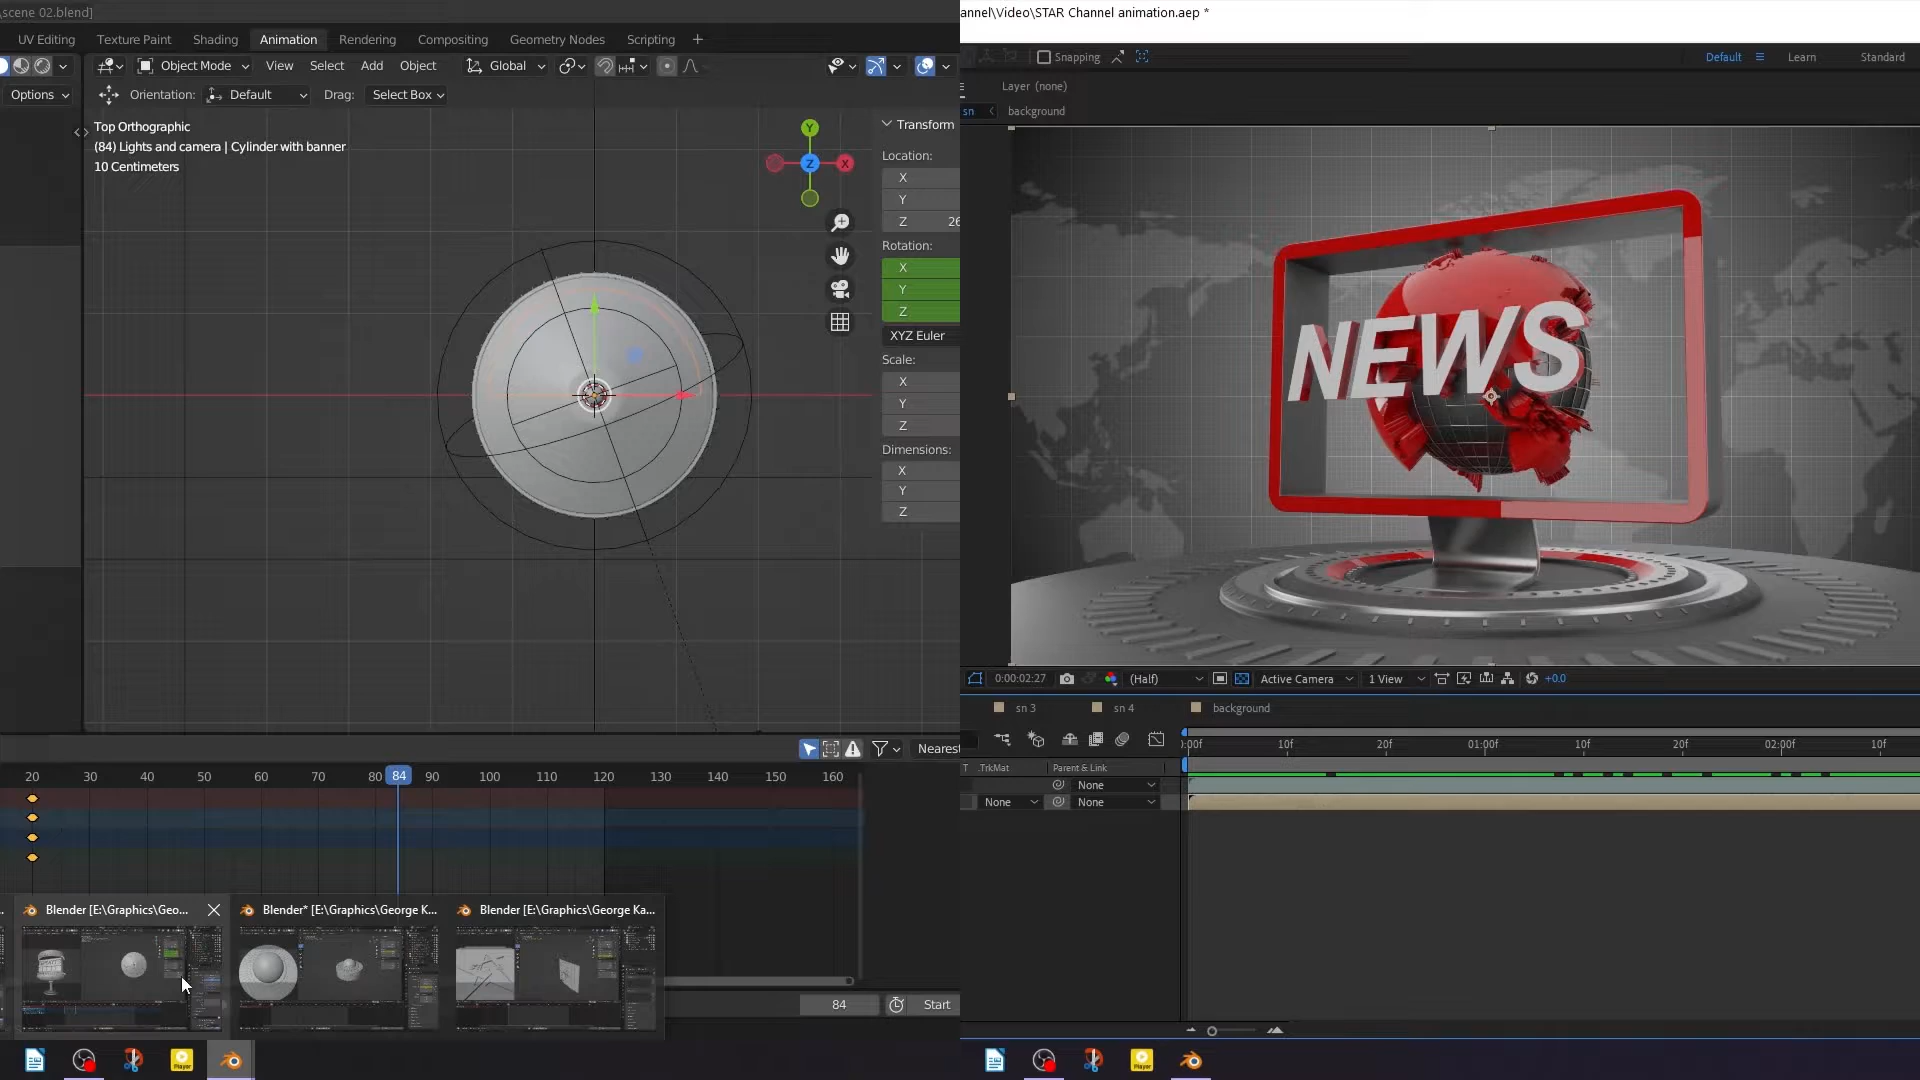 \scene 02.blend]
UV Editing
Texture Paint
Shading
Animation
Rendering
Compositing
Geometry Nodes
Scripting
+
Object Mode
View
Select
Add
Object
Global
Options
Orientation:
Default
Drag:
Select Box
Top Orthographic
(84) Lights and camera | Cylinder with banner
10 Centimeters
Y
Z
X
Transform
Location:
X
Y
Z 26
Rotation:
X
Y
Z
XYZ Euler
Scale:
X
Y
Z
Dimensions:
X
Y
Z
Nearest
20 30 40 50 60 70 80 84 90 100 110 120 130 140 150 160
Blender [E:\Graphics\Geo...
Blender* [E:\Graphics\George K...
Blender [E:\Graphics\George Ka...
84
Start
Player
annel\Video\STAR Channel animation.aep *
Snapping
Default
Learn
Standard
Layer (none)
sn
background
NEWS
0:00:02:27
(Half)
Active Camera
1 View
+0.0
sn 3
sn 4
background
):00f 10f 20f 01:00f 10f 20f 02:00f 10f
T .TrkMat
Parent & Link
None
None
None
Player